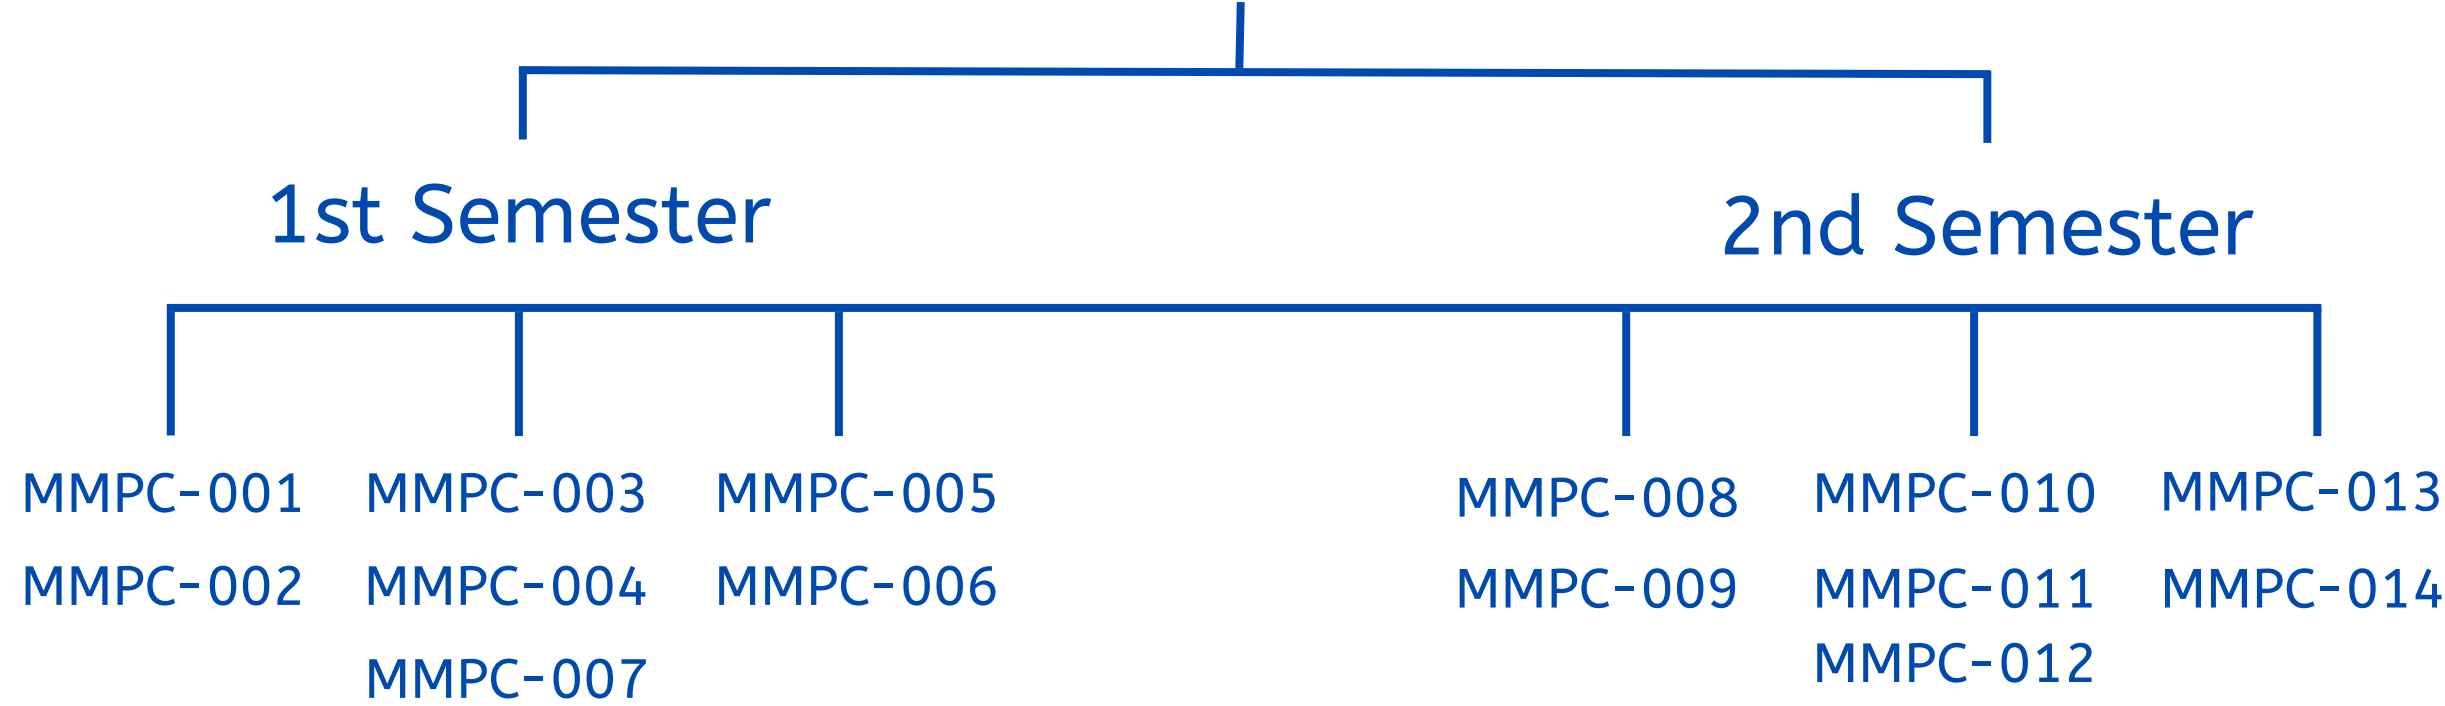 1st Semester
2nd Semester
MMPC-001 MMPC-003 MMPC-005 MMPC-008 MMPC-010 MMPC-013
MMPC-002 MMPC-004 MMPC-006 MMPC-009 MMPC-011 MMPC-014
MMPC-007 MMPC-012